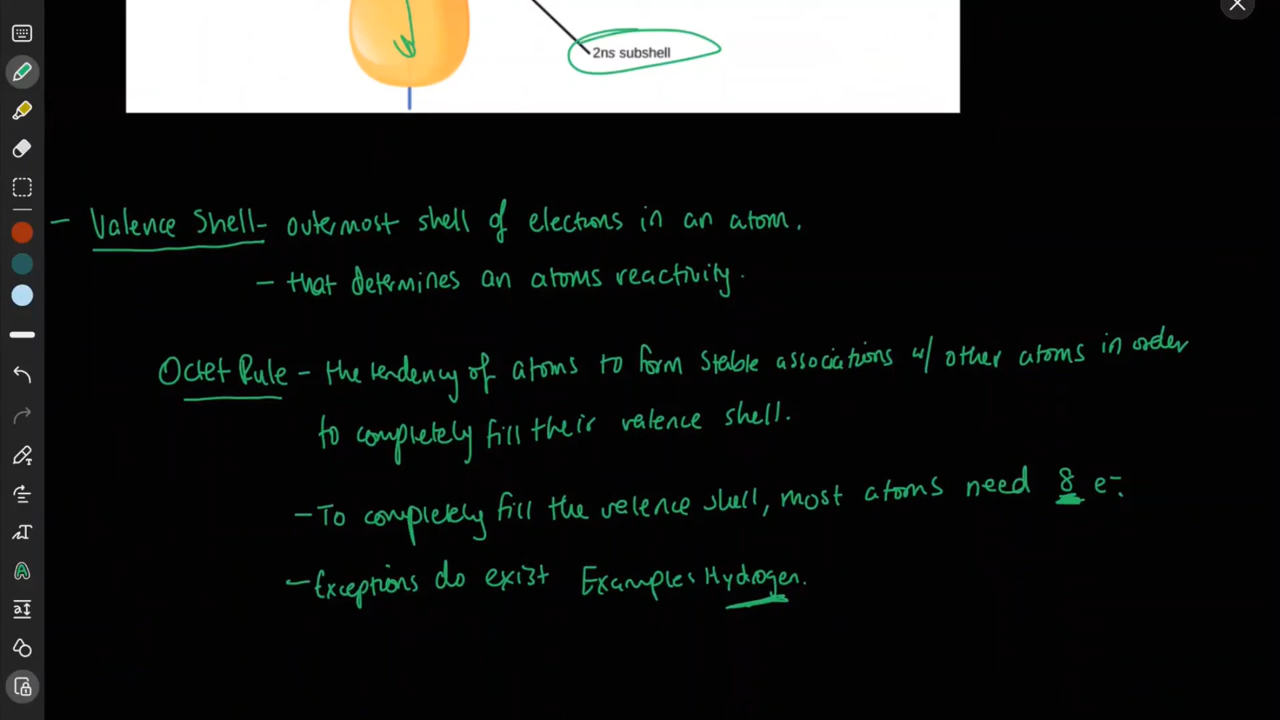 2ns subshell
- Valence Shell- outermost shell of elections in an atom.
- that determines an atoms reactivity.
Octet Rule - the tendency of atoms to form stable associations w/ other atoms in order
to completely fill their valence shell.
- To completely fill the velence shell, most atoms need 8 e-.
- Exceptions do exist Examples Hydrogen.